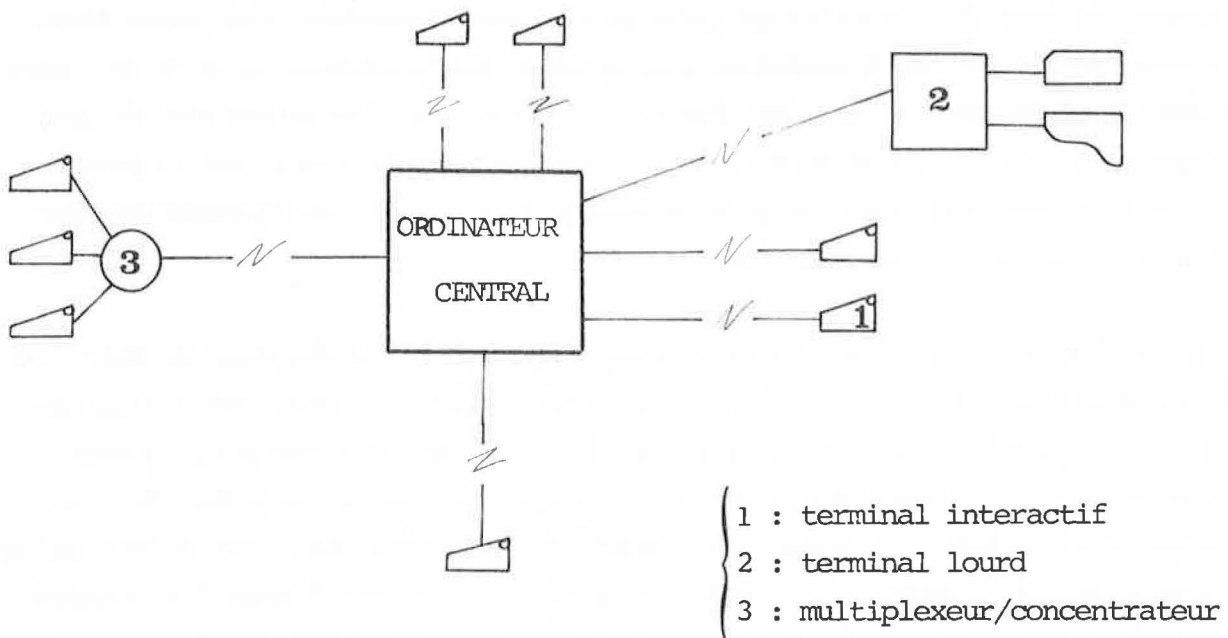 2
ORDINATEUR
CENTRAL
3
1
1 : terminal interactif
2 : terminal lourd
3 : multiplexeur/concentrateur